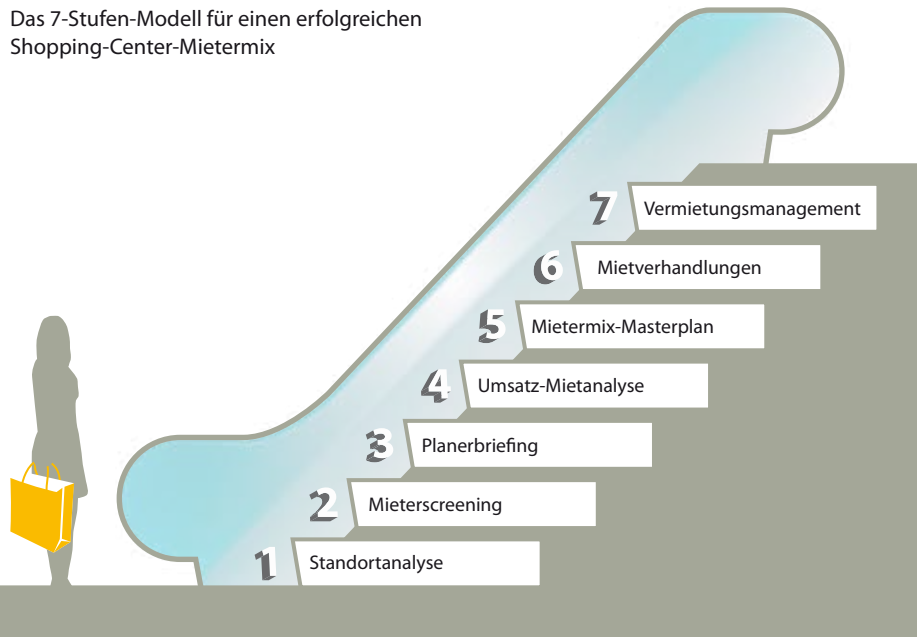 Das 7-Stufen-Modell für einen erfolgreichen
Shopping-Center-Mietermix
7 Vermietungsmanagement
6 Mietverhandlungen
5 Mietermix-Masterplan
4 Umsatz-Mietanalyse
3 Planerbriefing
2 Mieterscreening
1 Standortanalyse